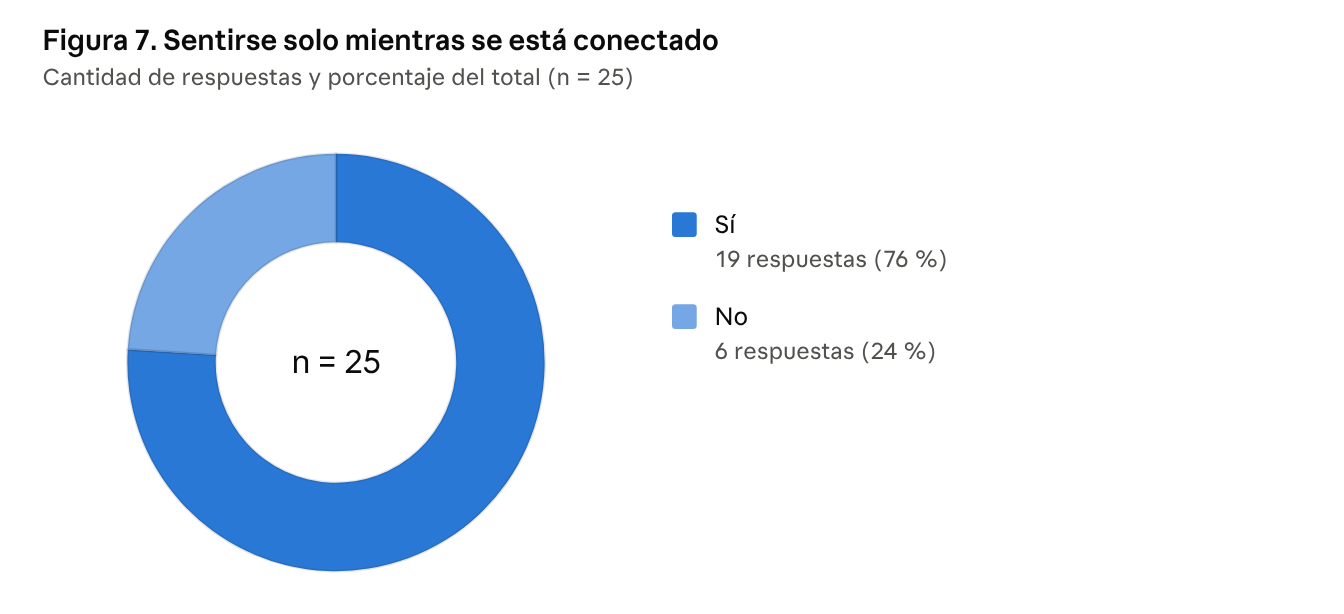 Figura 7. Sentirse solo mientras se está conectado
Cantidad de respuestas y porcentaje del total (n = 25)
n = 25
Sí
19 respuestas (76 %)
No
6 respuestas (24 %)